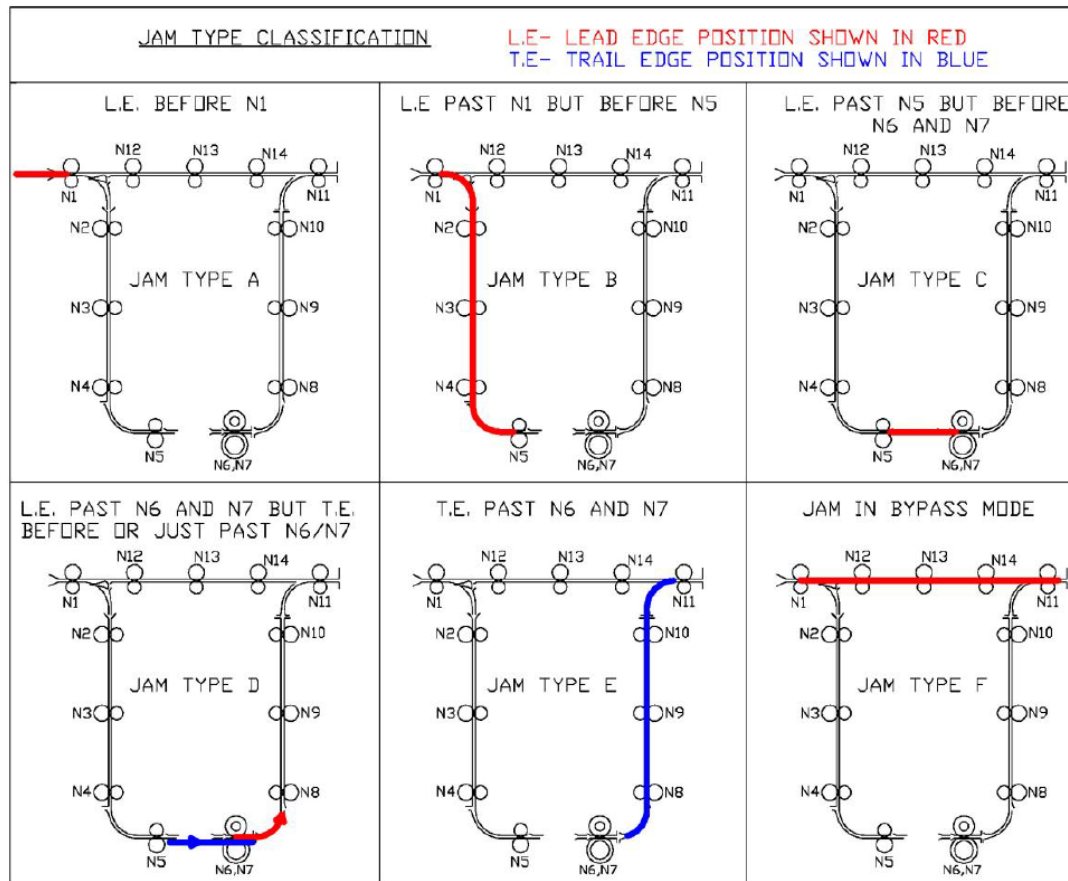 JAM TYPE CLASSIFICATION
L.E- LEAD EDGE POSITION SHOWN IN RED
T.E- TRAIL EDGE POSITION SHOWN IN BLUE
L.E. BEFORE N1
N12
N13
N14
N1
N11
N2
N10
JAM TYPE A
N3
N9
N4
N8
N5
N6,N7
L.E PAST N1 BUT BEFORE N5
N12
N13
N14
N1
N11
N2
N10
JAM TYPE B
N3
N9
N4
N8
N5
N6,N7
L.E. PAST N5 BUT BEFORE
N6 AND N7
N12
N13
N14
N1
N11
N2
N10
JAM TYPE C
N3
N9
N4
N8
N5
N6,N7
L.E. PAST N6 AND N7 BUT T.E.
BEFORE OR JUST PAST N6/N7
N12
N13
N14
N1
N11
N2
N10
JAM TYPE D
N3
N9
N4
N8
N5
N6,N7
T.E. PAST N6 AND N7
N12
N13
N14
N1
N11
N2
N10
JAM TYPE E
N3
N9
N4
N8
N5
N6,N7
JAM IN BYPASS MODE
N12
N13
N14
N1
N11
N2
N10
JAM TYPE F
N3
N9
N4
N8
N5
N6,N7